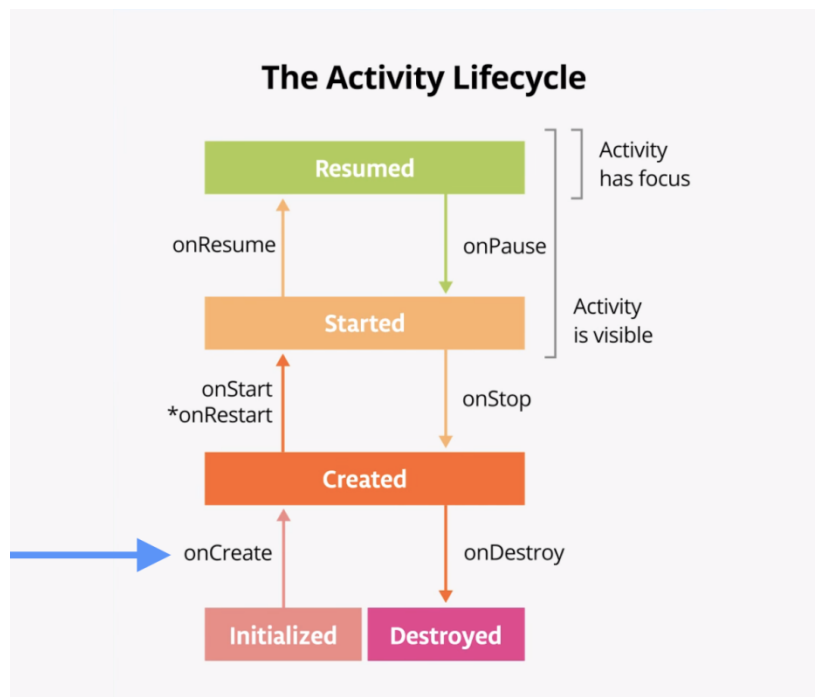 The Activity Lifecycle
Resumed
Activity
has focus
onResume
onPause
Started
Activity
is visible
onStart
*onRestart
onStop
Created
onCreate
onDestroy
Initialized
Destroyed